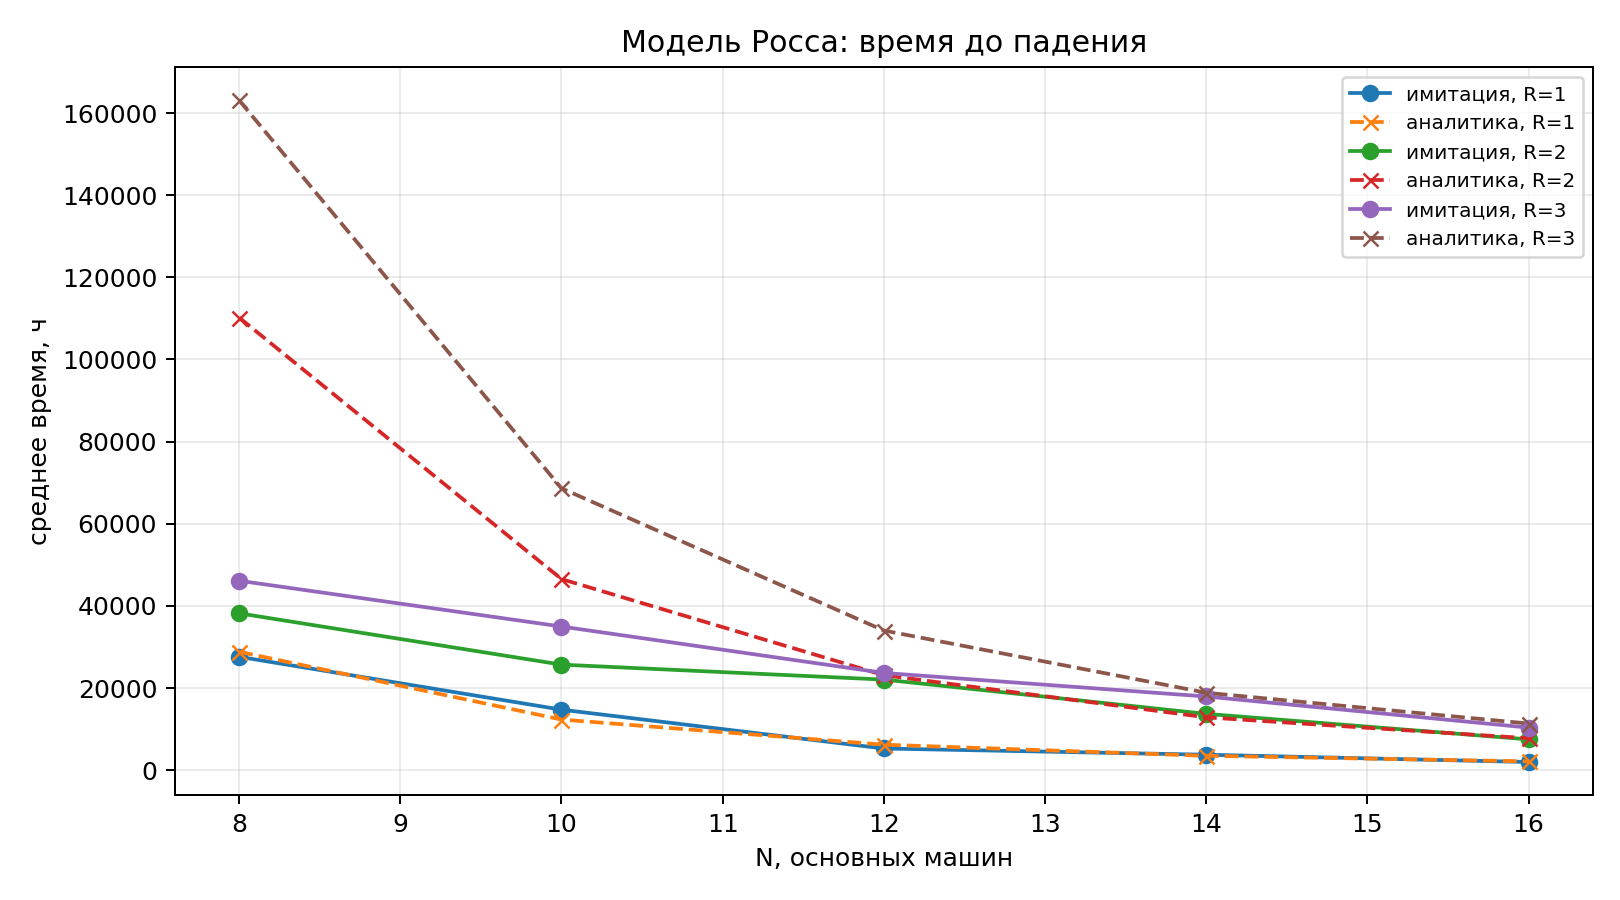 Модель Росса: время до падения
имитация, R=1
аналитика, R=1
имитация, R=2
аналитика, R=2
имитация, R=3
аналитика, R=3
среднее время, ч
160000
140000
120000
100000
80000
60000
40000
20000
0
8 9 10 11 12 13 14 15 16
N, основных машин